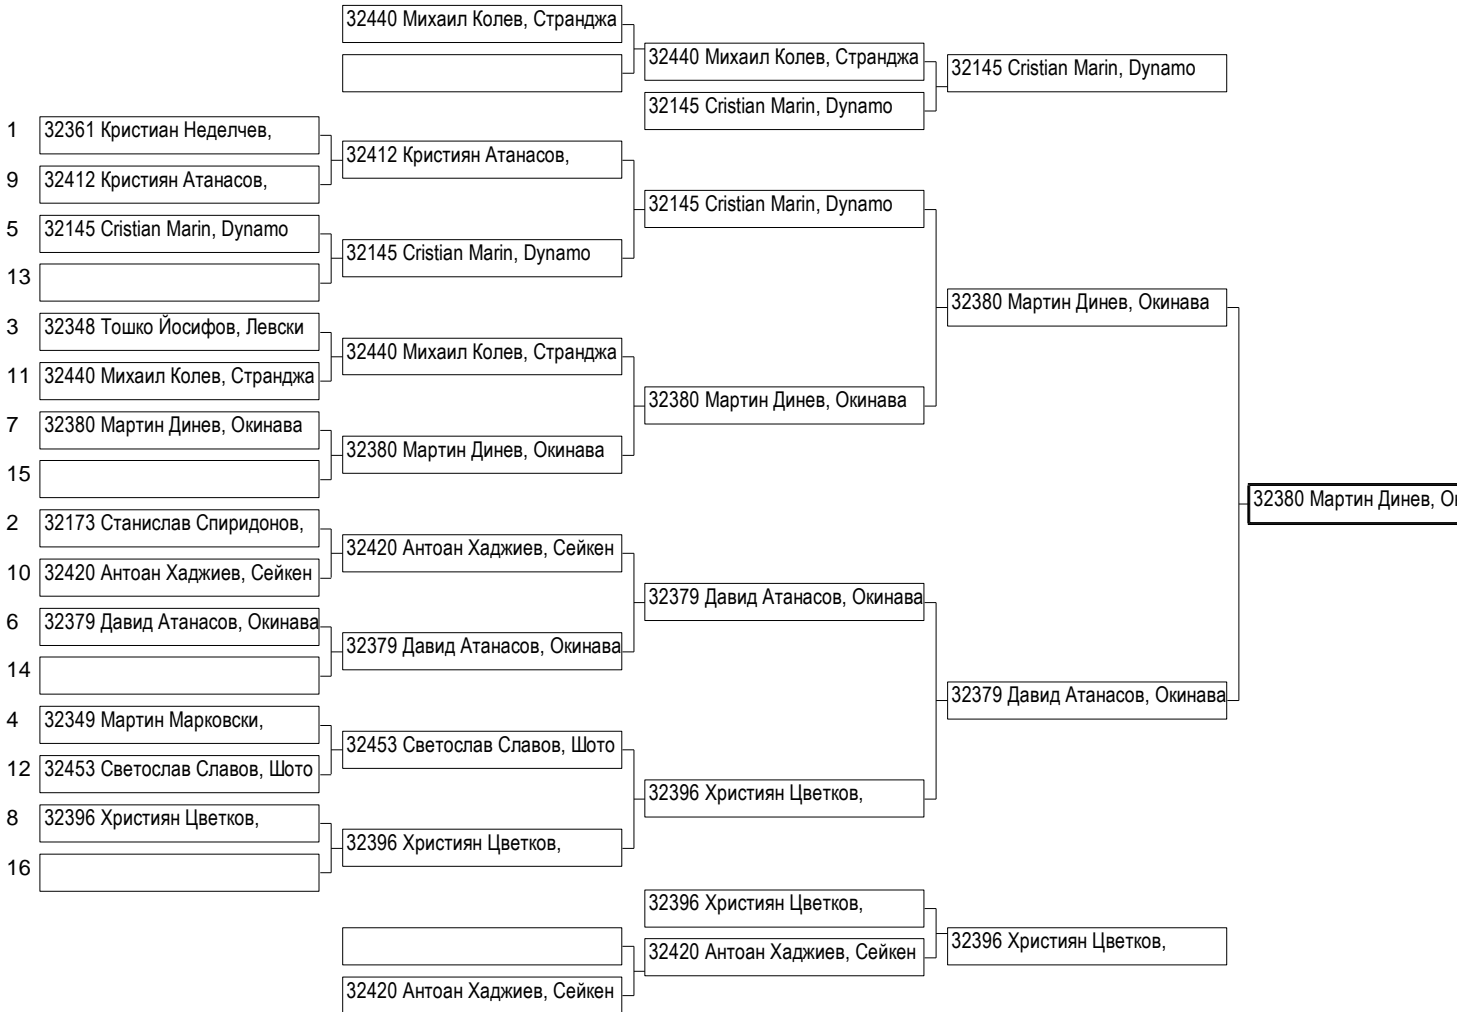 32440 Михаил Колев, Странджа
32440 Михаил Колев, Странджа
32145 Cristian Marin, Dynamo
32145 Cristian Marin, Dynamo
1 32361 Кристиан Неделчев,
32412 Кристиян Атанасов,
9 32412 Кристиян Атанасов,
32145 Cristian Marin, Dynamo
5 32145 Cristian Marin, Dynamo
32145 Cristian Marin, Dynamo
13
32380 Мартин Динев, Окинава
3 32348 Тошко Йосифов, Левски
32440 Михаил Колев, Странджа
11 32440 Михаил Колев, Странджа
32380 Мартин Динев, Окинава
7 32380 Мартин Динев, Окинава
32380 Мартин Динев, Окинава
15
32380 Мартин Динев,
2 32173 Станислав Спиридонов,
32420 Антоан Хаджиев, Сейкен
10 32420 Антоан Хаджиев, Сейкен
32379 Давид Атанасов, Окинава
6 32379 Давид Атанасов, Окинава
32379 Давид Атанасов, Окинава
14
32379 Давид Атанасов, Окинава
4 32349 Мартин Марковски,
32453 Светослав Славов, Шото
12 32453 Светослав Славов, Шото
32396 Християн Цветков,
8 32396 Християн Цветков,
32396 Християн Цветков,
16
32396 Християн Цветков,
32396 Християн Цветков,
32420 Антоан Хаджиев, Сейкен
32420 Антоан Хаджиев, Сейкен